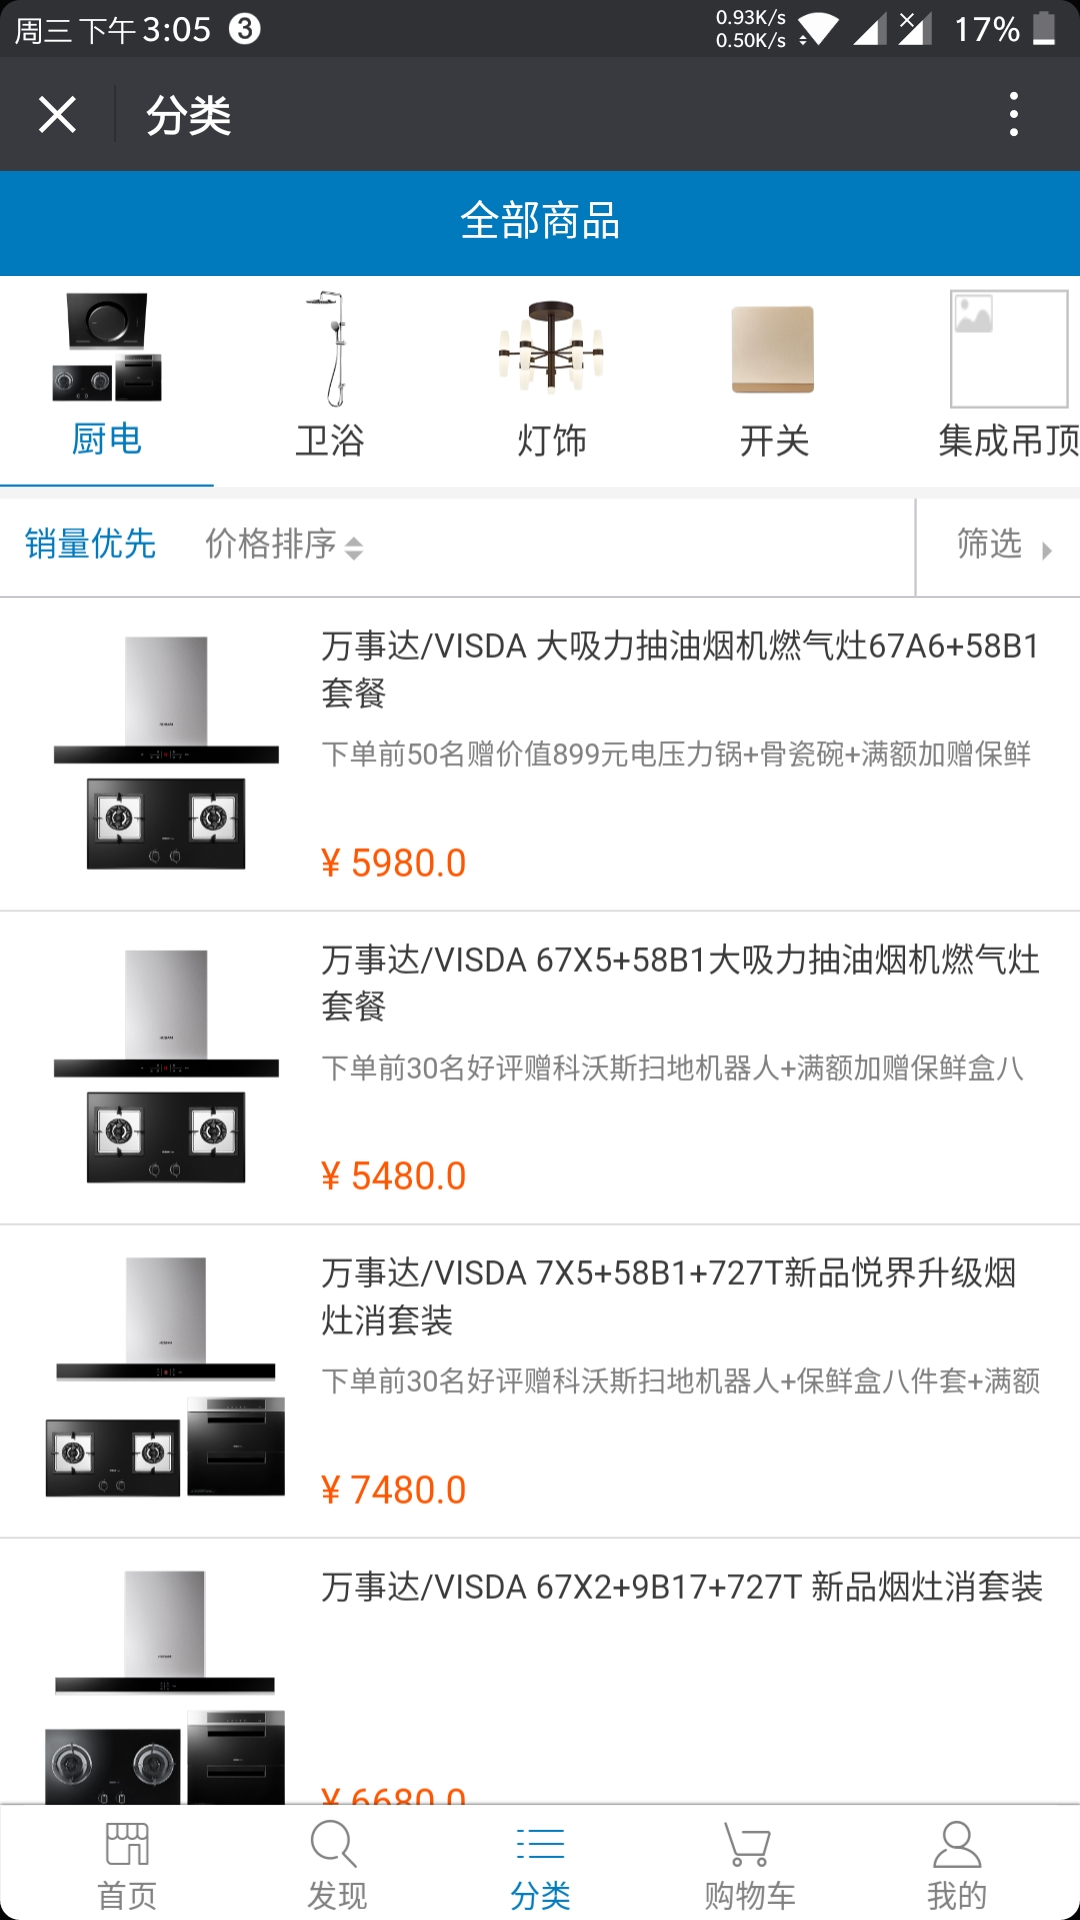 周三 下午 3:05 3
0.93K/s
0.50K/s
17%
分类
全部商品
厨电
卫浴
灯饰
开关
集成吊顶
销量优先
价格排序
筛选
万事达/VISDA 大吸力抽油烟机燃气灶67A6+58B1
套餐
下单前50名赠价值899元电压力锅+骨瓷碗+满额加赠保鲜
¥ 5980.0
万事达/VISDA 67X5+58B1大吸力抽油烟机燃气灶
套餐
下单前30名好评赠科沃斯扫地机器人+满额加赠保鲜盒八
¥ 5480.0
万事达/VISDA 7X5+58B1+727T新品悦界升级烟
灶消套装
下单前30名好评赠科沃斯扫地机器人+保鲜盒八件套+满额
¥ 7480.0
万事达/VISDA 67X2+9B17+727T 新品烟灶消套装
¥ 6680.0
首页
发现
分类
购物车
我的